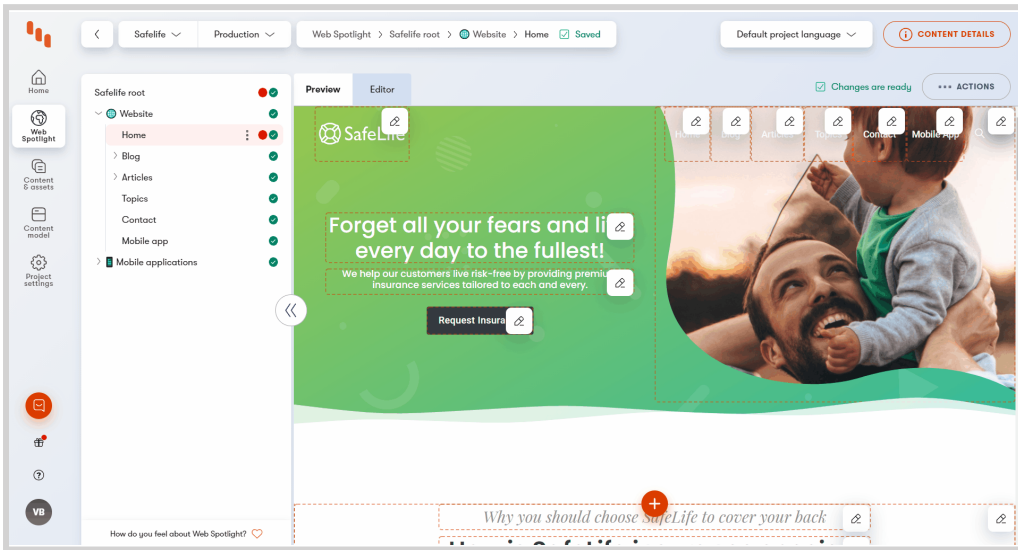 Safelife
Production
Web Spotlight > Safelife root > Website > Home
Saved
Default project language
CONTENT DETAILS
Home
Web
Spotlight
Content
& assets
Content
model
Project
settings
VB
Safelife root
Website
Home
Blog
Articles
Topics
Contact
Mobile app
Mobile applications
How do you feel about Web Spotlight?
Preview
Editor
Changes are ready
ACTIONS
SafeLife
Home
Blog
Articles
Topics
Contact
Mobile App
Forget all your fears and
every day to the fullest!
We help our customers live risk-free by providing
insurance services tailored to each and every.
Request
Why you should choose SafeLife to cover your back